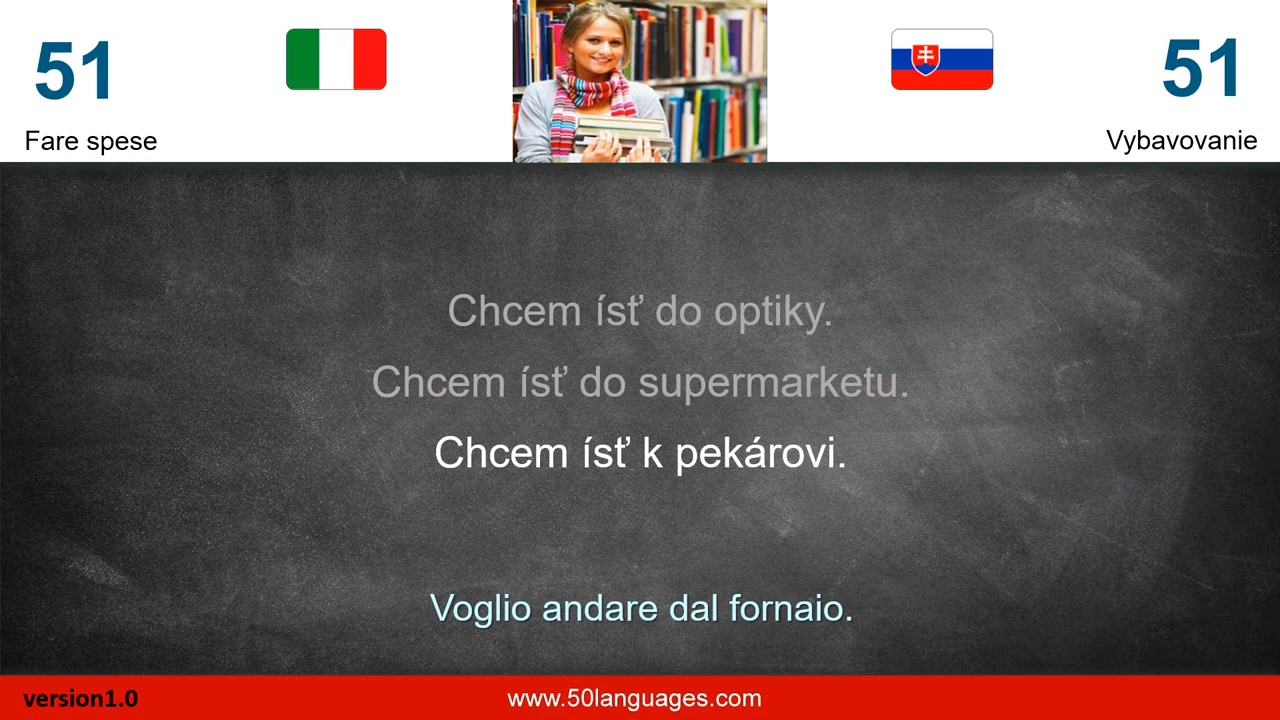 51
51
Fare spese
Vybavovanie
Chcem ísť do optiky.
Chcem ísť do supermarketu.
Chcem ísť k pekárovi.
Voglio andare dal fornaio.
version1.0
www.50languages.com